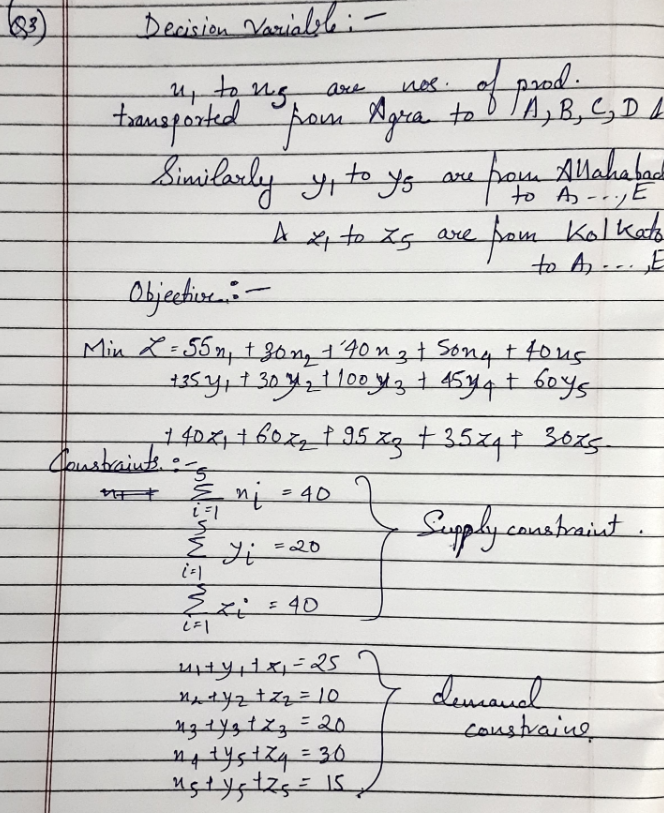 Q3) Decision Variable :-
x1 to x5 are nos. of prod.
transported from Agra to A, B, C, D &
Similarly y1 to y5 are from Allahabad
to A, ..., E
& z1 to z5 are from Kolkata
to A, ..., E
Objective :-
Min Z = 55x1 + 30x2 + 40x3 + 50x4 + 40x5
+35y1 + 30y2 + 100y3 + 45y4 + 60y5
+ 40z1 + 60z2 + 95z3 + 35z4 + 30z5
Constraints :-
5
Σ xi = 40
i=1
Supply constraint.
5
Σ yi = 20
i=1
5
Σ zi = 40
i=1
x1 + y1 + z1 = 25
x2 + y2 + z2 = 10
demand
x3 + y3 + z3 = 20
constrains
x4 + y5 + z4 = 30
x5 + y5 + z5 = 15